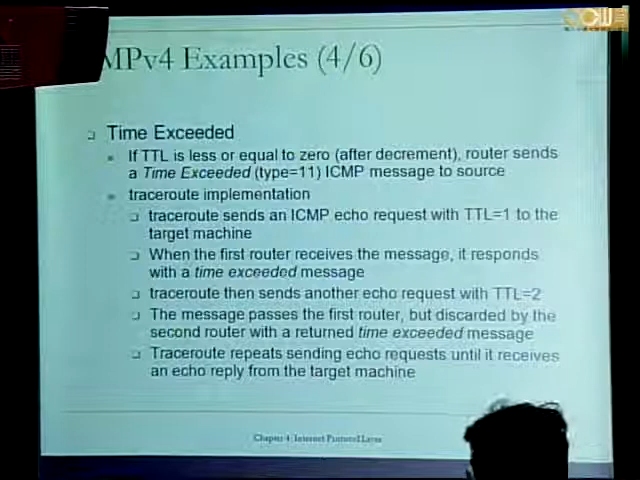 MPv4 Examples (4/6)
Time Exceeded
If TTL is less or equal to zero (after decrement), router sends
a Time Exceeded (type=11) ICMP message to source
traceroute implementation
traceroute sends an ICMP echo request with TTL=1 to the
target machine
When the first router receives the message, it responds
with a time exceeded message
traceroute then sends another echo request with TTL=2
The message passes the first router, but discarded by the
second router with a returned time exceeded message
Traceroute repeats sending echo requests until it receives
an echo reply from the target machine
Chapter 4: Internet Protocol Layer